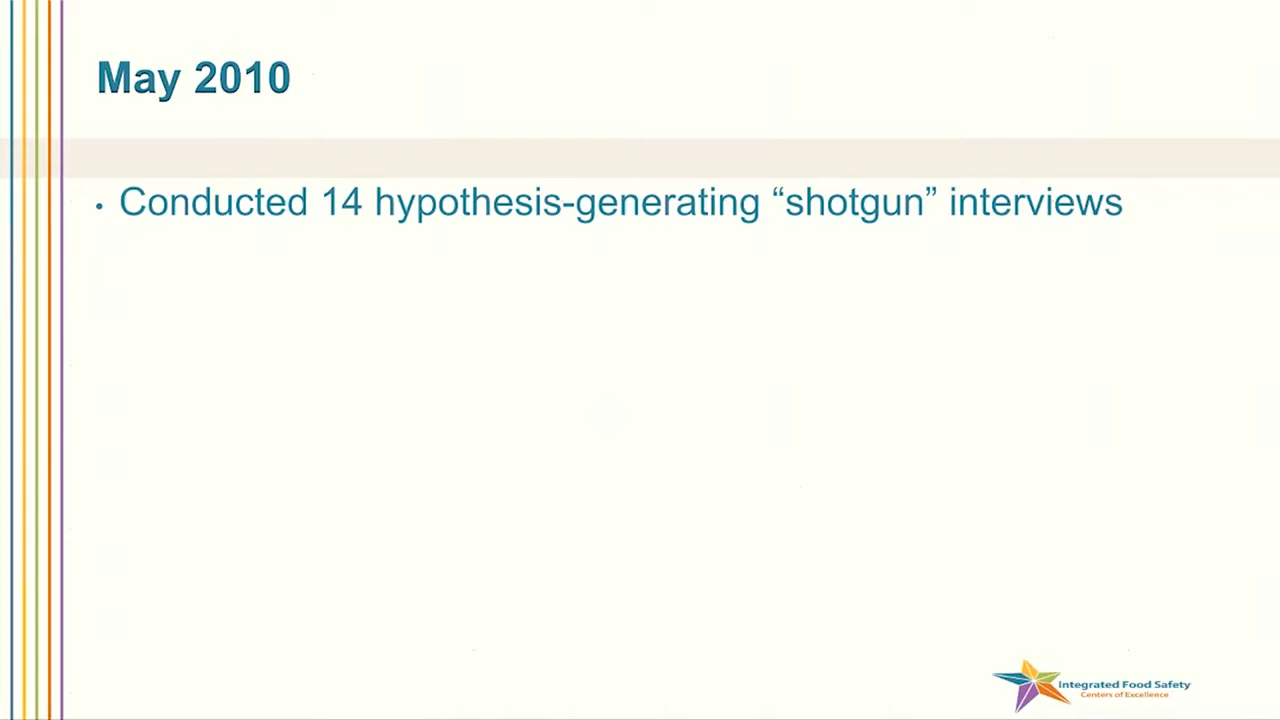 May 2010
• Conducted 14 hypothesis-generating “shotgun” interviews
Integrated Food Safety
Centers of Excellence